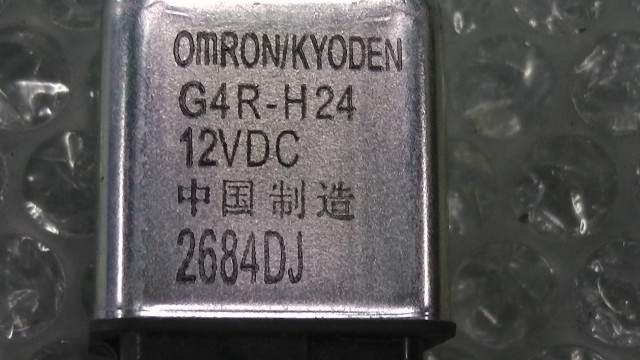 OMRON/KYODEN
G4R-H24
12VDC
中国制造
2684DJ